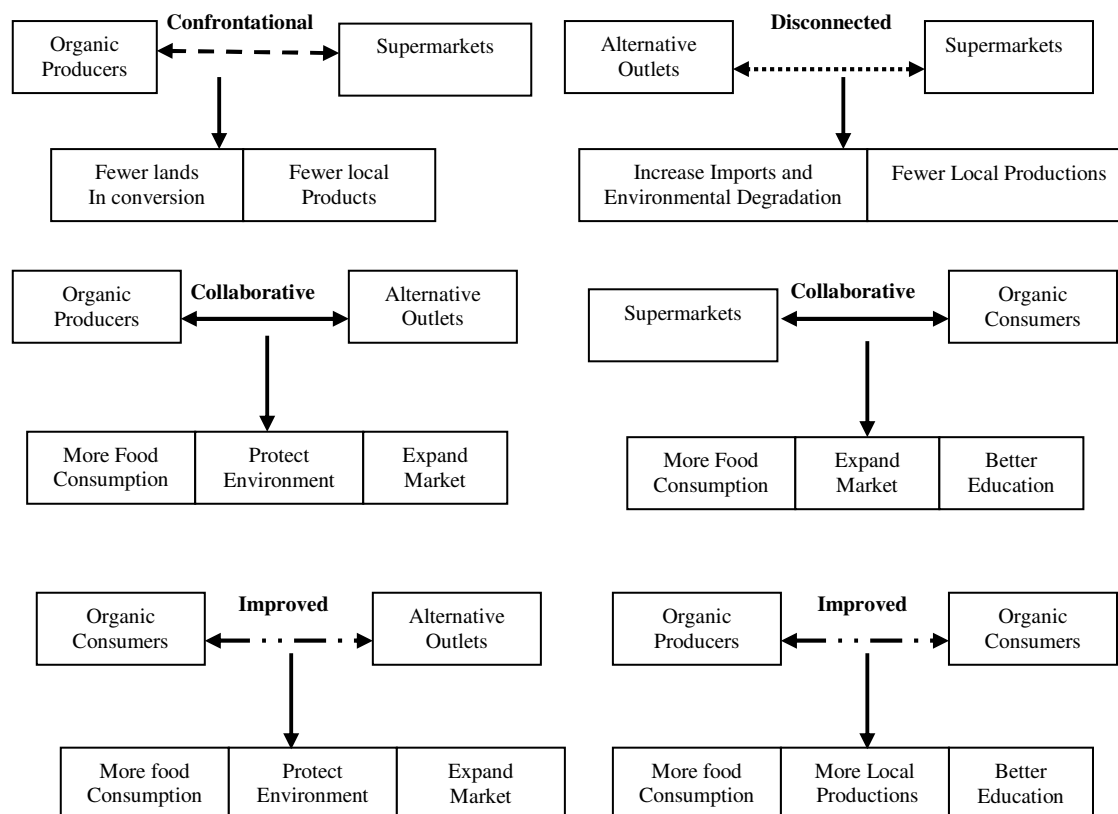 Confrontational
Organic
Producers
Supermarkets
Fewer lands
In conversion
Fewer local
Products
Disconnected
Alternative
Outlets
Supermarkets
Increase Imports and
Environmental Degradation
Fewer Local Productions
Collaborative
Organic
Producers
Alternative
Outlets
More Food
Consumption
Protect
Environment
Expand
Market
Collaborative
Supermarkets
Organic
Consumers
More Food
Consumption
Expand
Market
Better
Education
Improved
Organic
Consumers
Alternative
Outlets
More food
Consumption
Protect
Environment
Expand
Market
Improved
Organic
Producers
Organic
Consumers
More food
Consumption
More Local
Productions
Better
Education